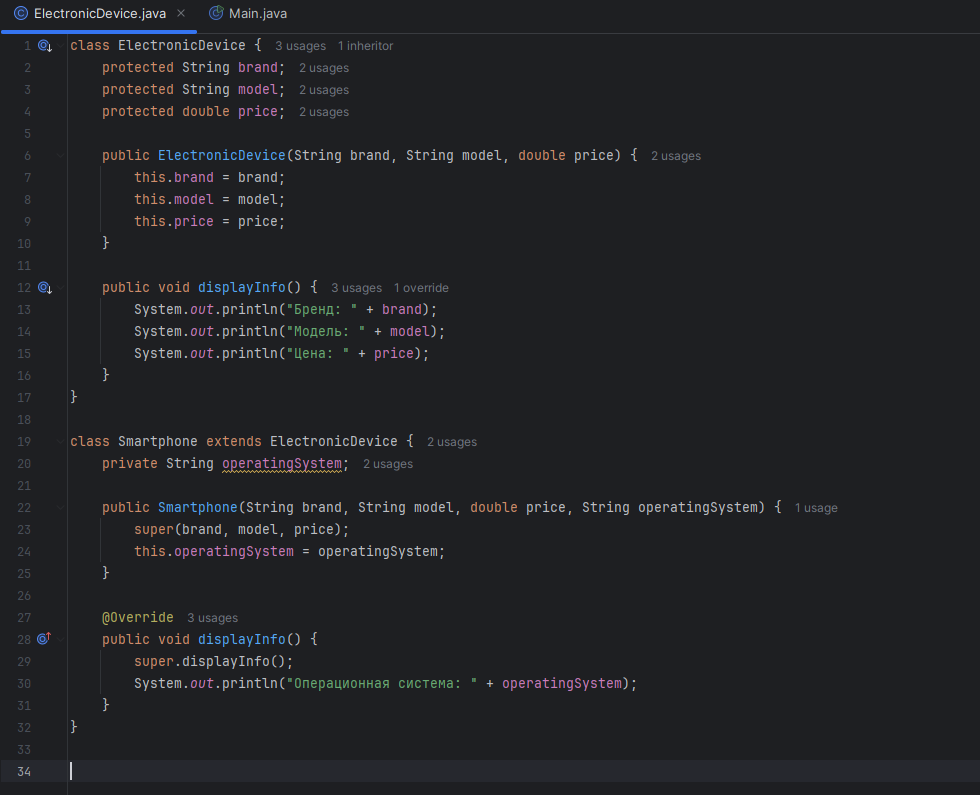 ElectronicDevice.java × Main.java
1 class ElectronicDevice { 3 usages 1 inheritor
2 protected String brand; 2 usages
3 protected String model; 2 usages
4 protected double price; 2 usages
5
6 public ElectronicDevice(String brand, String model, double price) { 2 usages
7 this.brand = brand;
8 this.model = model;
9 this.price = price;
10 }
11
12 public void displayInfo() { 3 usages 1 override
13 System.out.println("Бренд: " + brand);
14 System.out.println("Модель: " + model);
15 System.out.println("Цена: " + price);
16 }
17 }
18
19 class Smartphone extends ElectronicDevice { 2 usages
20 private String operatingSystem; 2 usages
21
22 public Smartphone(String brand, String model, double price, String operatingSystem) { 1 usage
23 super(brand, model, price);
24 this.operatingSystem = operatingSystem;
25 }
26
27 @Override 3 usages
28 public void displayInfo() {
29 super.displayInfo();
30 System.out.println("Операционная система: " + operatingSystem);
31 }
32 }
33
34